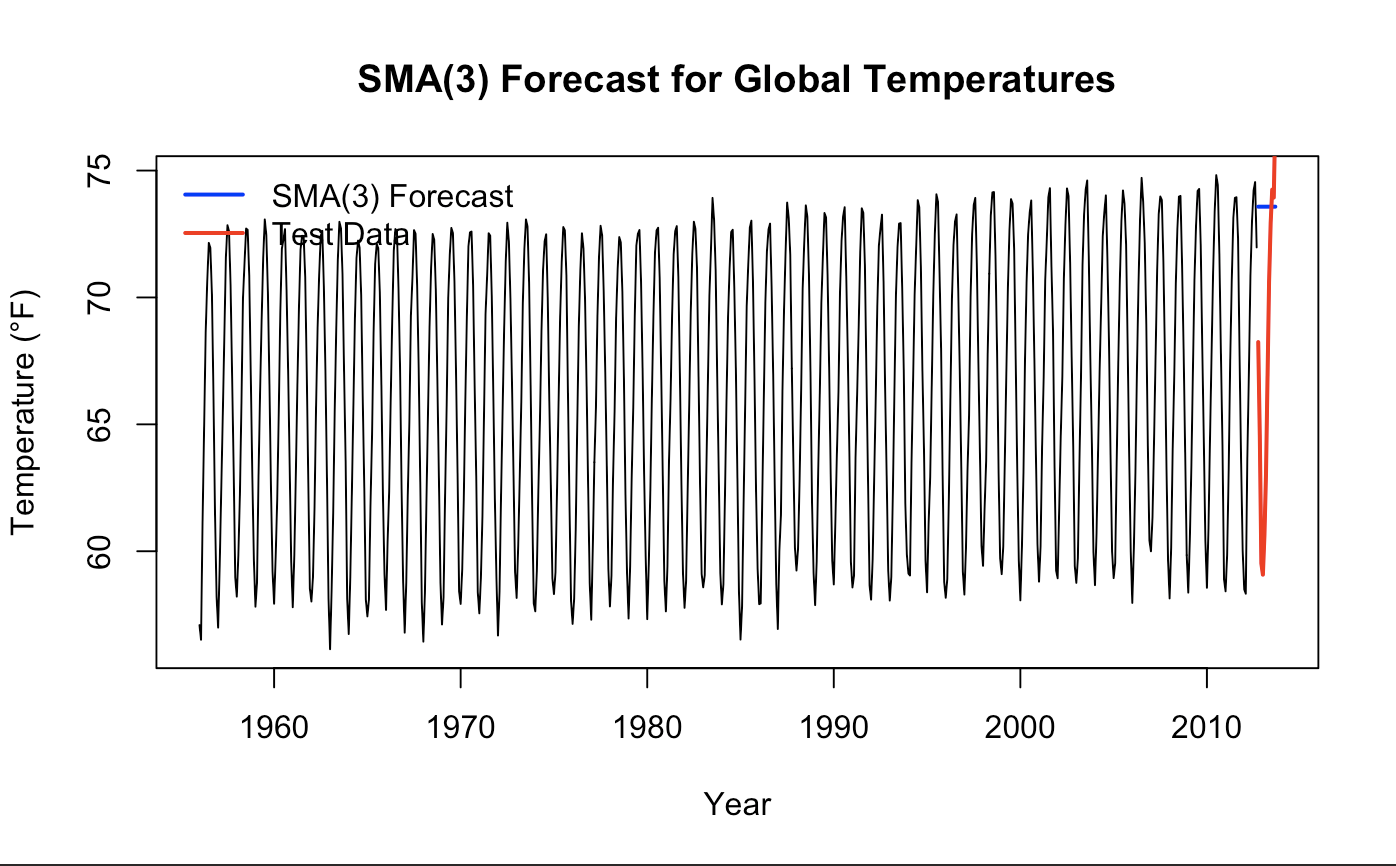 SMA(3) Forecast for Global Temperatures
75
70
65
60
Temperature (°F)
SMA(3) Forecast
Test Data
1960 1970 1980 1990 2000 2010
Year